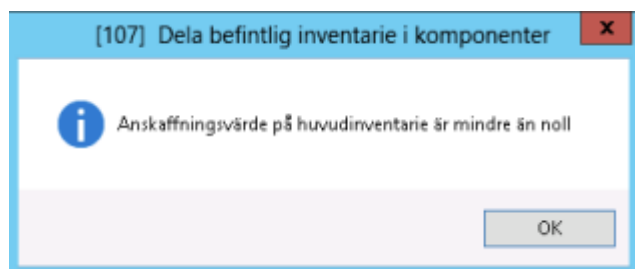 [107] Dela befintlig inventarie i komponenter
x
Anskaffningsvärde på huvudinventarie är mindre än noll
OK